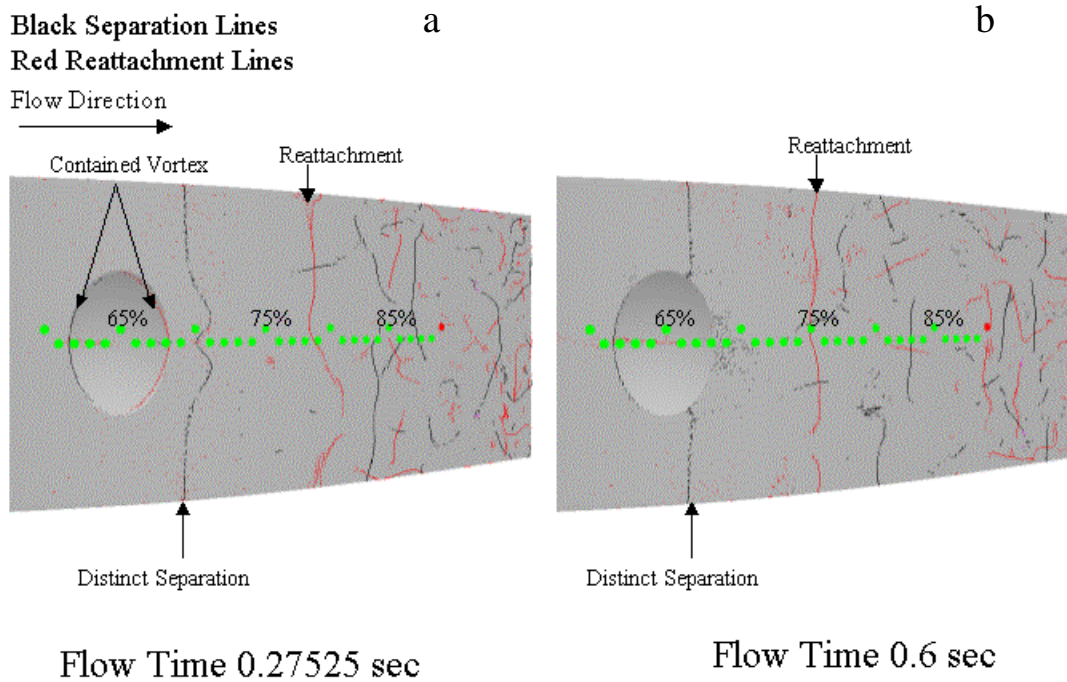 Black Separation Lines
a
b
Red Reattachment Lines
Flow Direction
Contained Vortex
Reattachment
Reattachment
65%
75%
85%
65%
75%
85%
Distinct Separation
Distinct Separation
Flow Time 0.27525 sec
Flow Time 0.6 sec